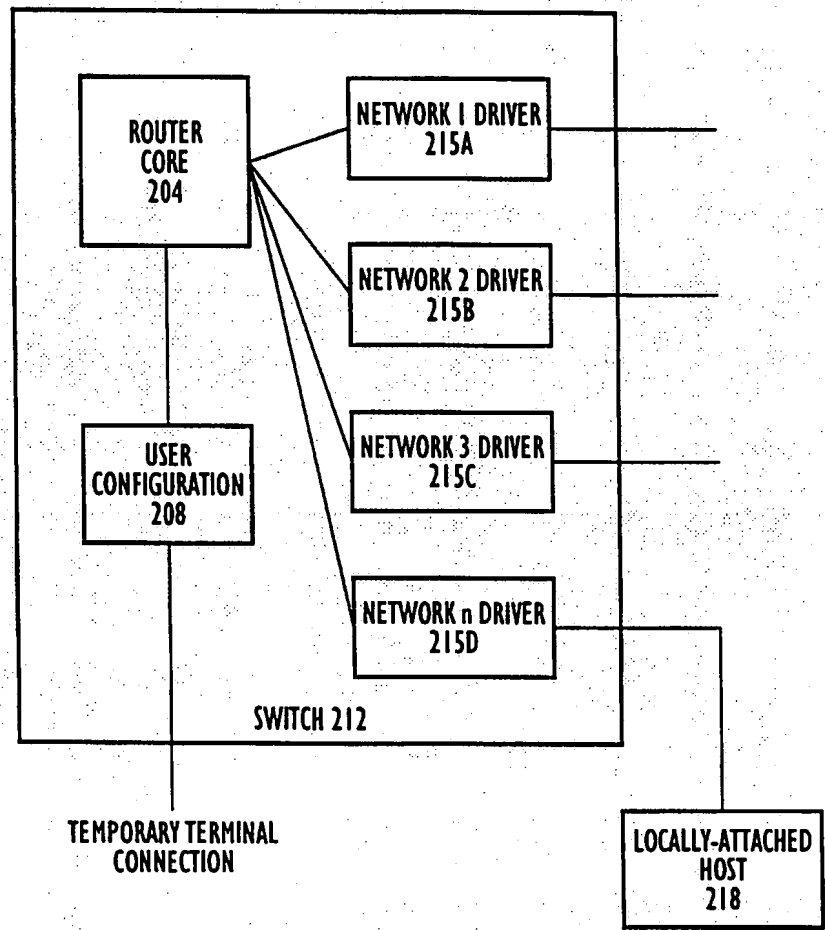 ROUTER
CORE
204
NETWORK 1 DRIVER
215A
NETWORK 2 DRIVER
215B
NETWORK 3 DRIVER
215C
USER
CONFIGURATION
208
NETWORK n DRIVER
215D
SWITCH 212
TEMPORARY TERMINAL
CONNECTION
LOCALLY-ATTACHED
HOST
218